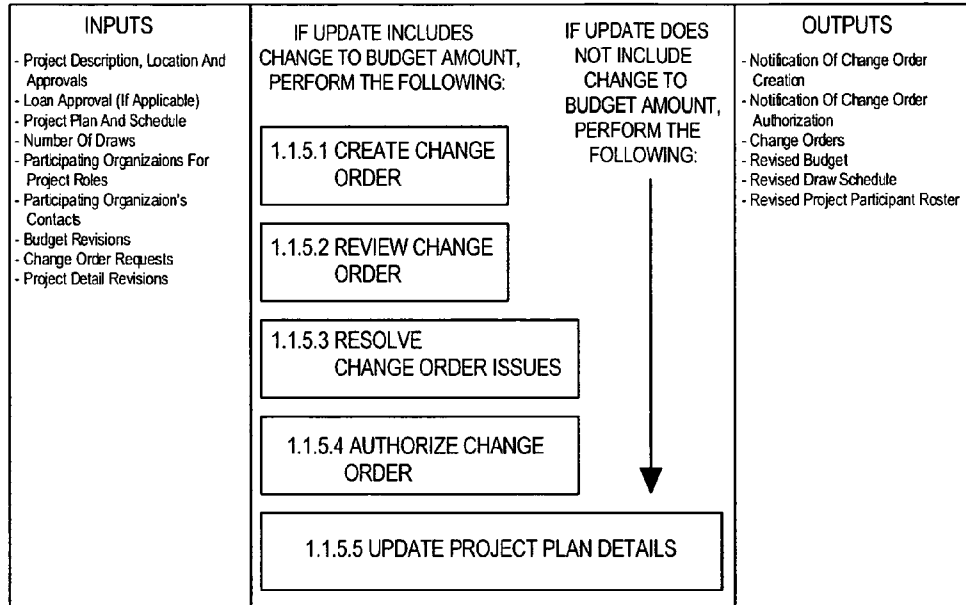 INPUTS
- Project Description, Location And
Approvals
- Loan Approval (If Applicable)
- Project Plan And Schedule
- Number Of Draws
- Participating Organizaions For
Project Roles
- Participating Organizaion's
Contacts
- Budget Revisions
- Change Order Requests
- Project Detail Revisions
IF UPDATE INCLUDES
CHANGE TO BUDGET AMOUNT,
PERFORM THE FOLLOWING:
1.1.5.1 CREATE CHANGE
ORDER
1.1.5.2 REVIEW CHANGE
ORDER
1.1.5.3 RESOLVE
CHANGE ORDER ISSUES
1.1.5.4 AUTHORIZE CHANGE
ORDER
IF UPDATE DOES
NOT INCLUDE
CHANGE TO
BUDGET AMOUNT,
PERFORM THE
FOLLOWING:
1.1.5.5 UPDATE PROJECT PLAN DETAILS
OUTPUTS
- Notification Of Change Order
Creation
- Notification Of Change Order
Authorization
- Change Orders
- Revised Budget
- Revised Draw Schedule
- Revised Project Participant Roster